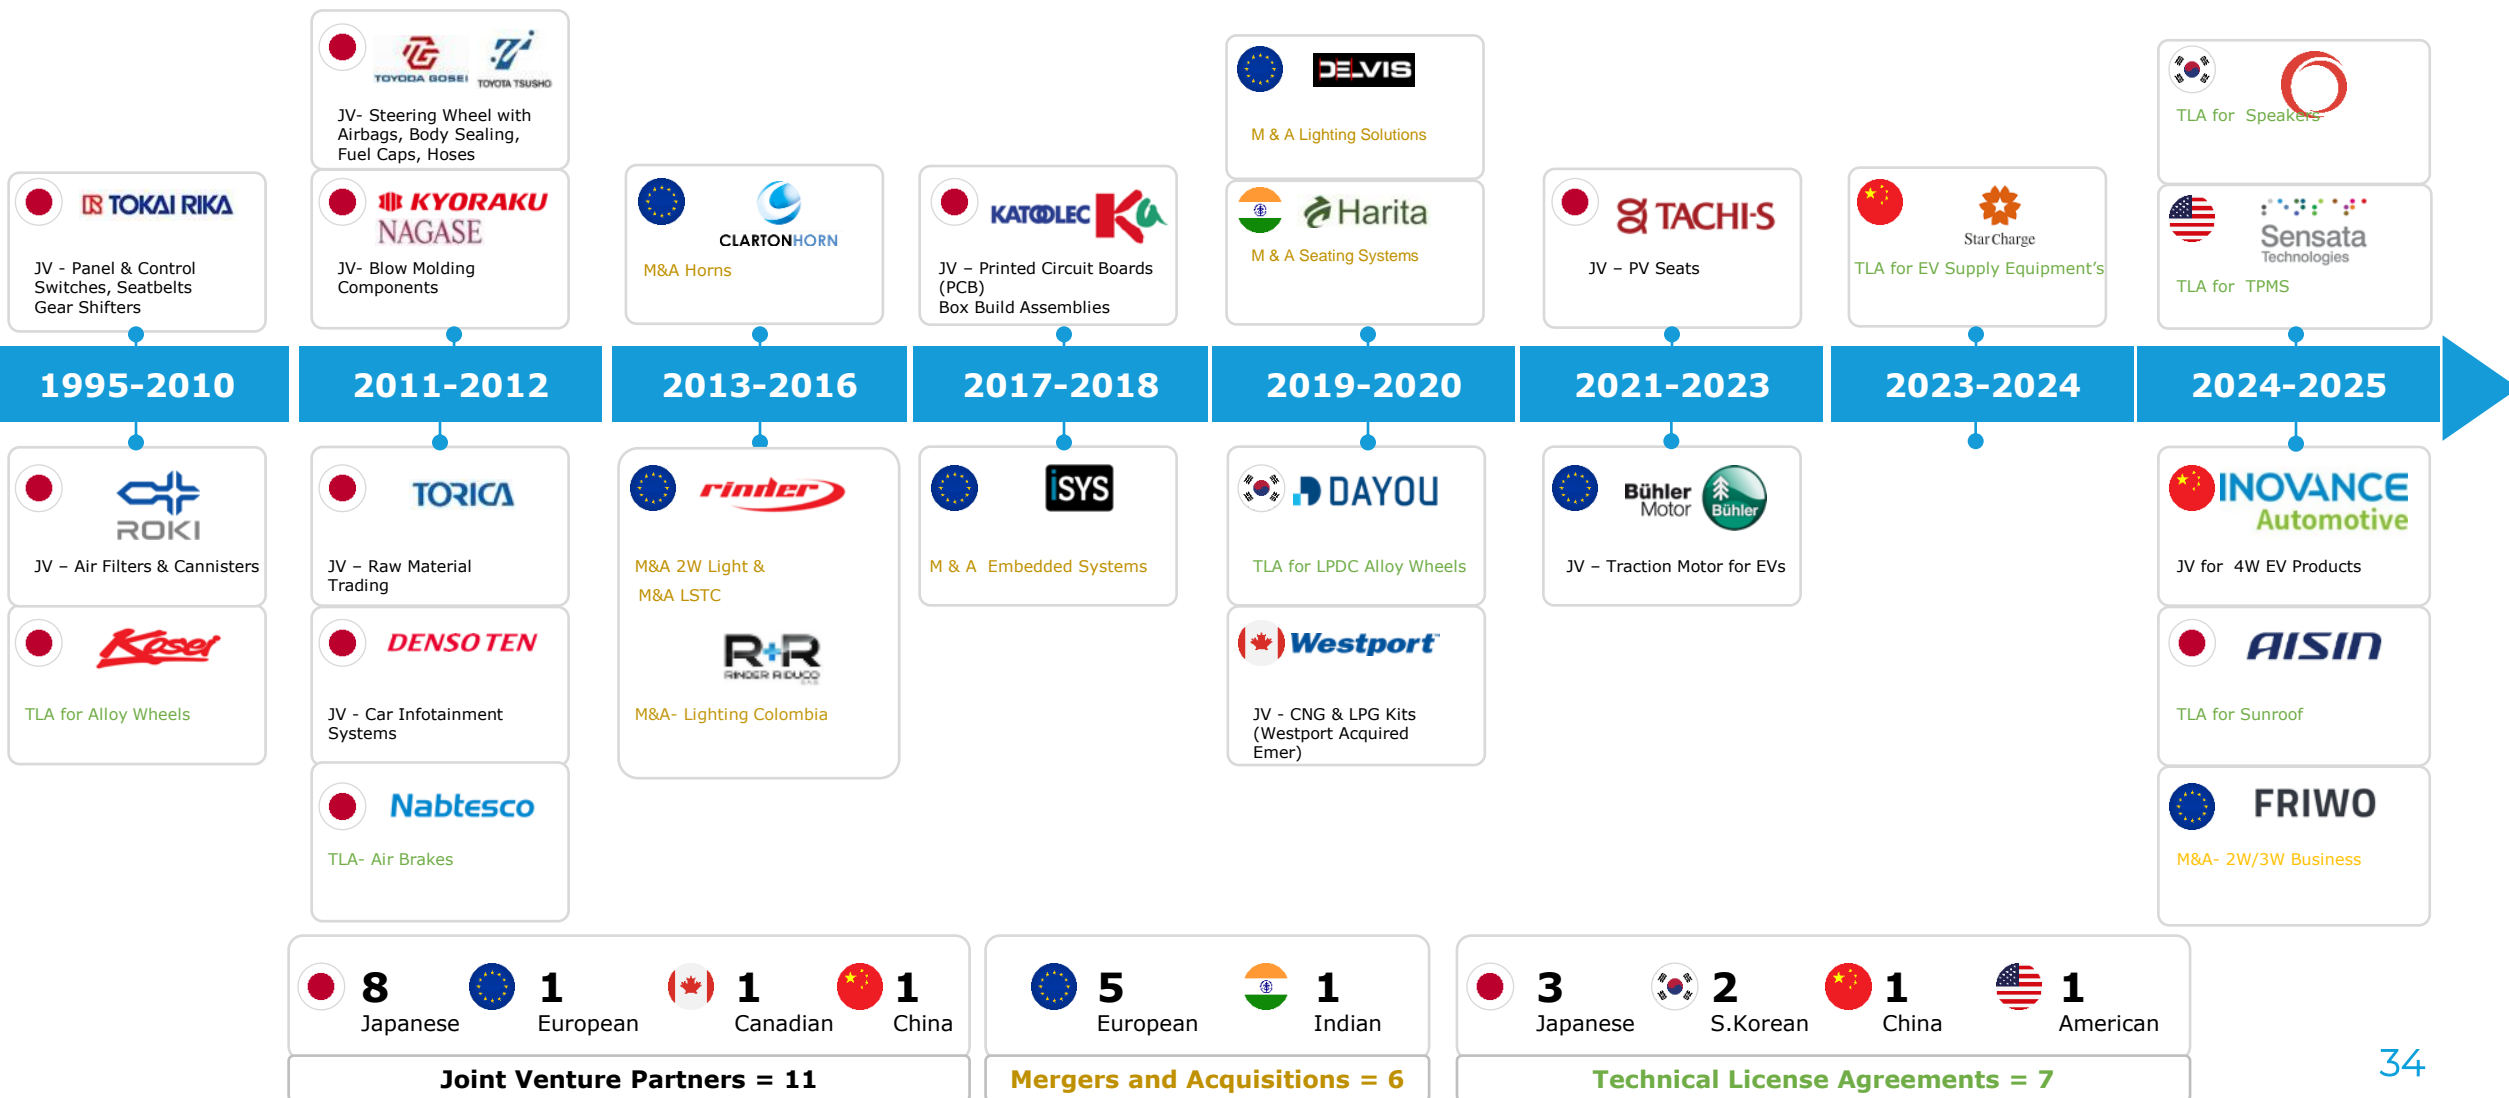 TOYODA GOSEI
TOYOTA TSUSHO
JV- Steering Wheel with
Airbags, Body Sealing,
Fuel Caps, Hoses
DELVIS
M & A Lighting Solutions
TLA for  Speakers
TOKAI RIKA
JV - Panel & Control
Switches, Seatbelts
Gear Shifters
KYORAKU
NAGASE
JV- Blow Molding
Components
CLARTONHORN
M&A Horns
KATOLEC Ka
JV – Printed Circuit Boards
(PCB)
Box Build Assemblies
Harita
M & A Seating Systems
TACHI-S
JV – PV Seats
Star Charge
TLA for EV Supply Equipment’s
Sensata
Technologies
TLA for  TPMS
1995-2010
2011-2012
2013-2016
2017-2018
2019-2020
2021-2023
2023-2024
2024-2025
ROKI
JV – Air Filters & Cannisters
Kosei
TLA for Alloy Wheels
TORICA
JV – Raw Material
Trading
DENSO TEN
JV - Car Infotainment
Systems
Nabtesco
TLA- Air Brakes
rinder
M&A 2W Light &
M&A LSTC
R+R
RINDER RIDUCO
M&A- Lighting Colombia
iSYS
M & A  Embedded Systems
DAYOU
TLA for LPDC Alloy Wheels
Westport
JV - CNG & LPG Kits
(Westport Acquired
Emer)
Bühler
Motor
Bühler
JV – Traction Motor for EVs
INOVANCE
Automotive
JV for  4W EV Products
AISIN
TLA for Sunroof
FRIWO
M&A- 2W/3W Business
8
Japanese
1
European
1
Canadian
1
China
Joint Venture Partners = 11
5
European
1
Indian
Mergers and Acquisitions = 6
3
Japanese
2
S.Korean
1
China
1
American
Technical License Agreements = 7
34